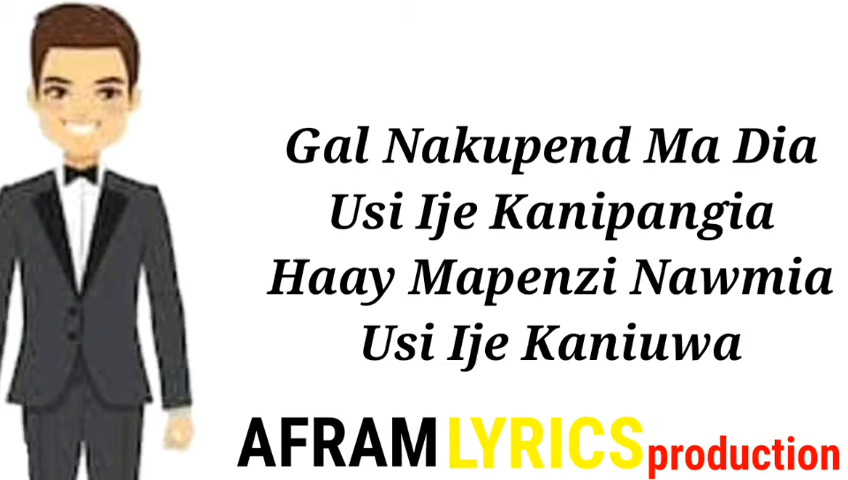 Gal Nakupend Ma Dia
Usi Ije Kanipangia
Haay Mapenzi Nawmia
Usi Ije Kaniuwa
AFRAM LYRICS production